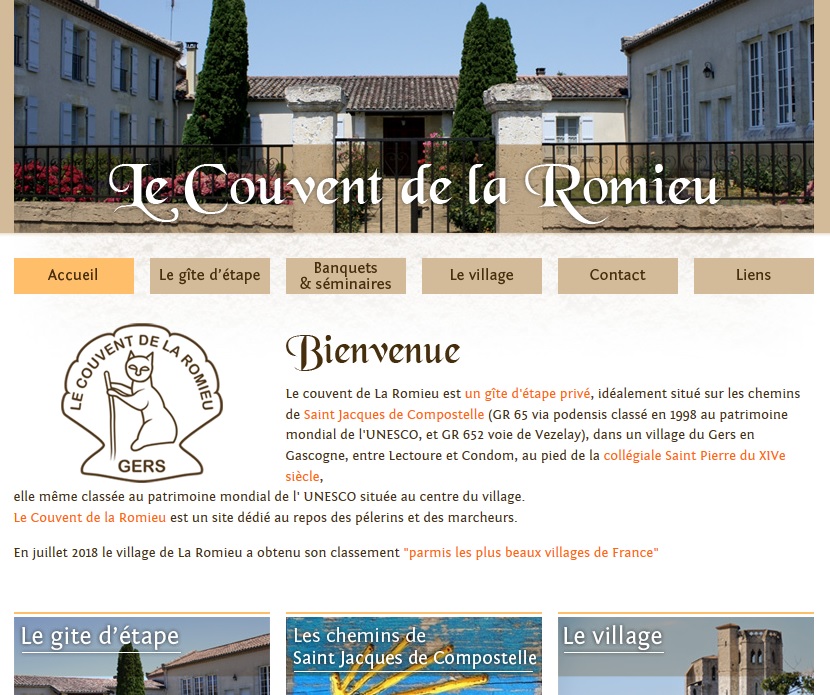 Le Couvent de la Romieu
Accueil
Le gîte d'étape
Banquets
& séminaires
Le village
Contact
Liens
LE COUVENT DE LA ROMIEU
GERS
Bienvenue
Le couvent de La Romieu est un gîte d'étape privé, idéalement situé sur les chemins
de Saint Jacques de Compostelle (GR 65 via podensis classé en 1998 au patrimoine
mondial de l'UNESCO, et GR 652 voie de Vezelay), dans un village du Gers en
Gascogne, entre Lectoure et Condom, au pied de la collégiale Saint Pierre du XIVe
siècle,
elle même classée au patrimoine mondial de l' UNESCO située au centre du village.
Le Couvent de la Romieu est un site dédié au repos des pélerins et des marcheurs.
En juillet 2018 le village de La Romieu a obtenu son classement "parmis les plus beaux villages de France"
Le gite d'étape
Les chemins de
Saint Jacques de Compostelle
Le village